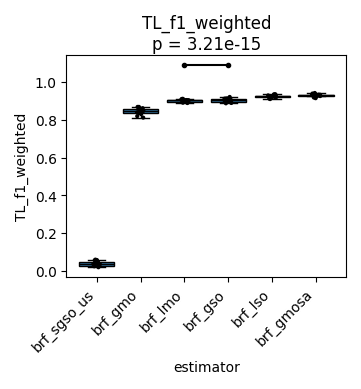 TL_f1_weighted
p = 3.21e-15
TL_f1_weighted
1.0
0.8
0.6
0.4
0.2
0.0
brf_sgso_us
brf_gmo
brf_lmo
brf_gso
brf_lso
brf_gmosa
estimator